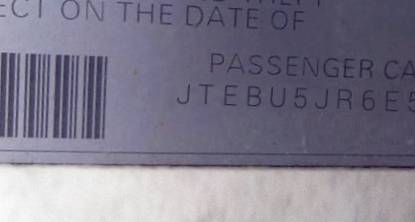 ECT ON THE DATE OF
PASSENGER CA
JTEBU5JR6E5